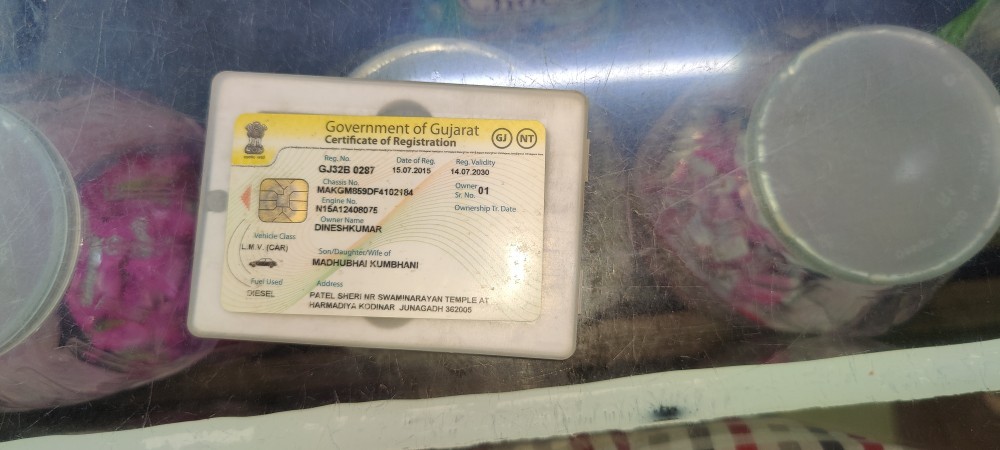 Government of Gujarat
Certificate of Registration
GJ NT
Reg. No. Date of Reg. Reg. Validity
GJ32B 0287 15.07.2015 14.07.2030
Chassis No.
MAKGM859DF4102184
Owner Sr. No. 01
Engine No.
N15A12408075
Ownership Tr. Date
Owner Name
DINESHKUMAR
Vehicle Class
L.M.V. (CAR)
Son/Daughter/Wife of
MADHUBHAI KUMBHANI
Fuel Used
DIESEL
Address
PATEL SHERI NR SWAMINARAYAN TEMPLE AT
HARMADIYA KODINAR JUNAGADH 362005